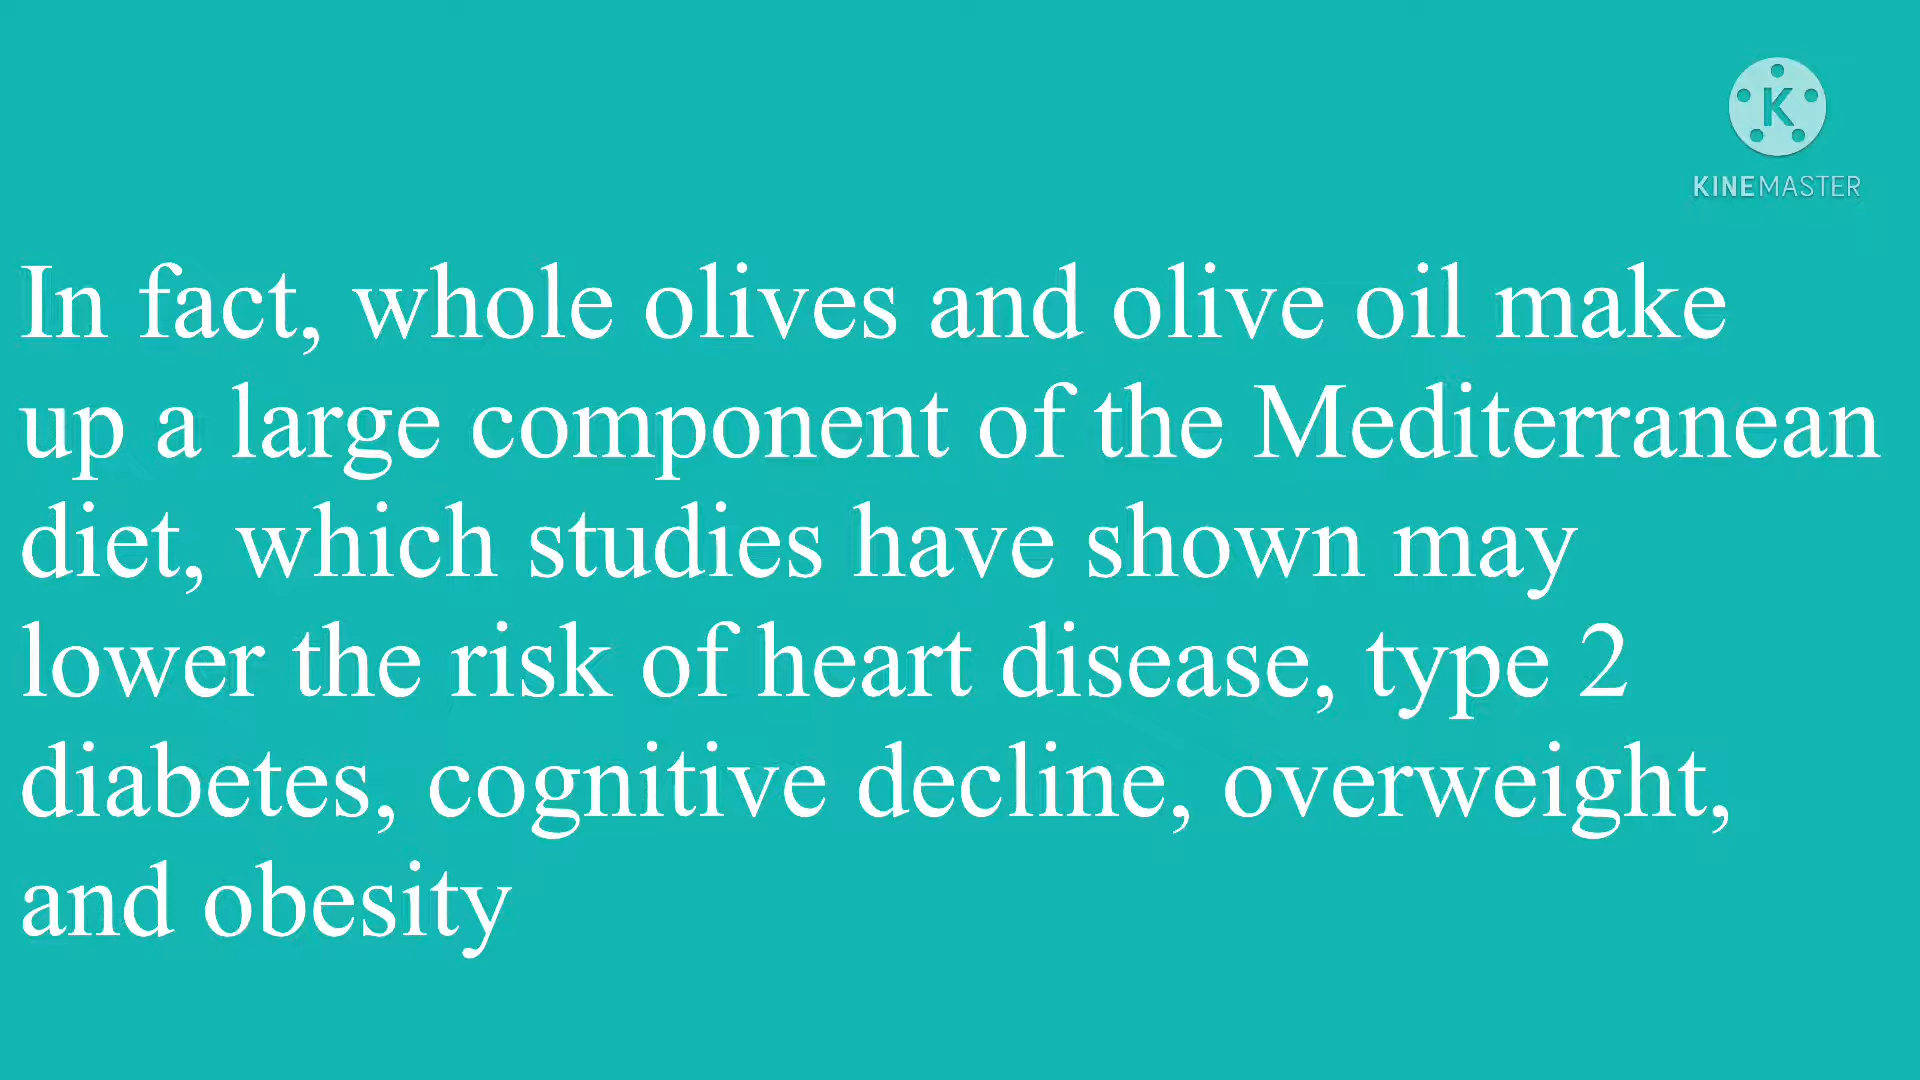 K
KINEMASTER
In fact, whole olives and olive oil make
up a large component of the Mediterranean
diet, which studies have shown may
lower the risk of heart disease, type 2
diabetes, cognitive decline, overweight,
and obesity